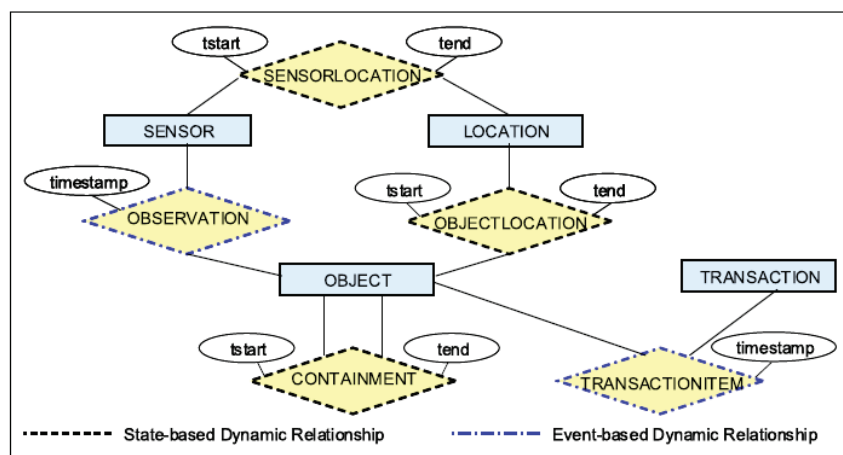 tstart
tend
SENSORLOCATION
SENSOR
LOCATION
timestamp
tstart
tend
OBSERVATION
OBJECTLOCATION
OBJECT
TRANSACTION
tstart
tend
timestamp
CONTAINMENT
TRANSACTIONITEM
State-based Dynamic Relationship
Event-based Dynamic Relationship